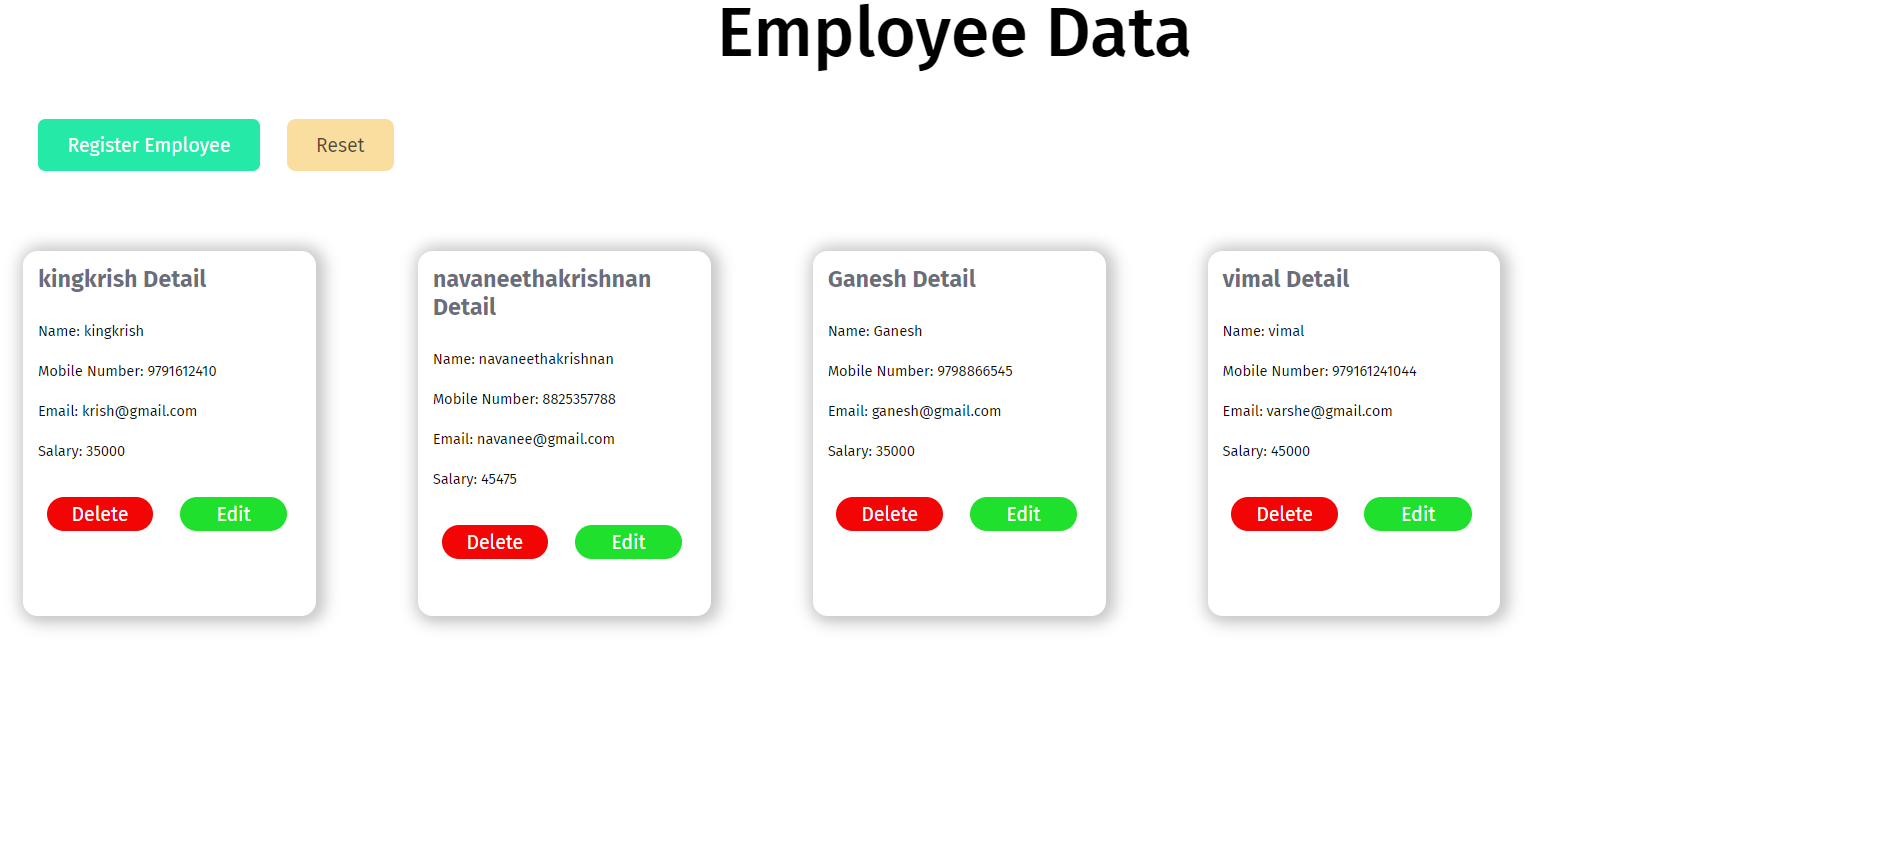 Employee Data
Register Employee
Reset
kingkrish Detail
Name: kingkrish
Mobile Number: 9791612410
Email: krish@gmail.com
Salary: 35000
Delete
Edit
navaneethakrishnan
Detail
Name: navaneethakrishnan
Mobile Number: 8825357788
Email: navanee@gmail.com
Salary: 45475
Delete
Edit
Ganesh Detail
Name: Ganesh
Mobile Number: 9798866545
Email: ganesh@gmail.com
Salary: 35000
Delete
Edit
vimal Detail
Name: vimal
Mobile Number: 979161241044
Email: varshe@gmail.com
Salary: 45000
Delete
Edit